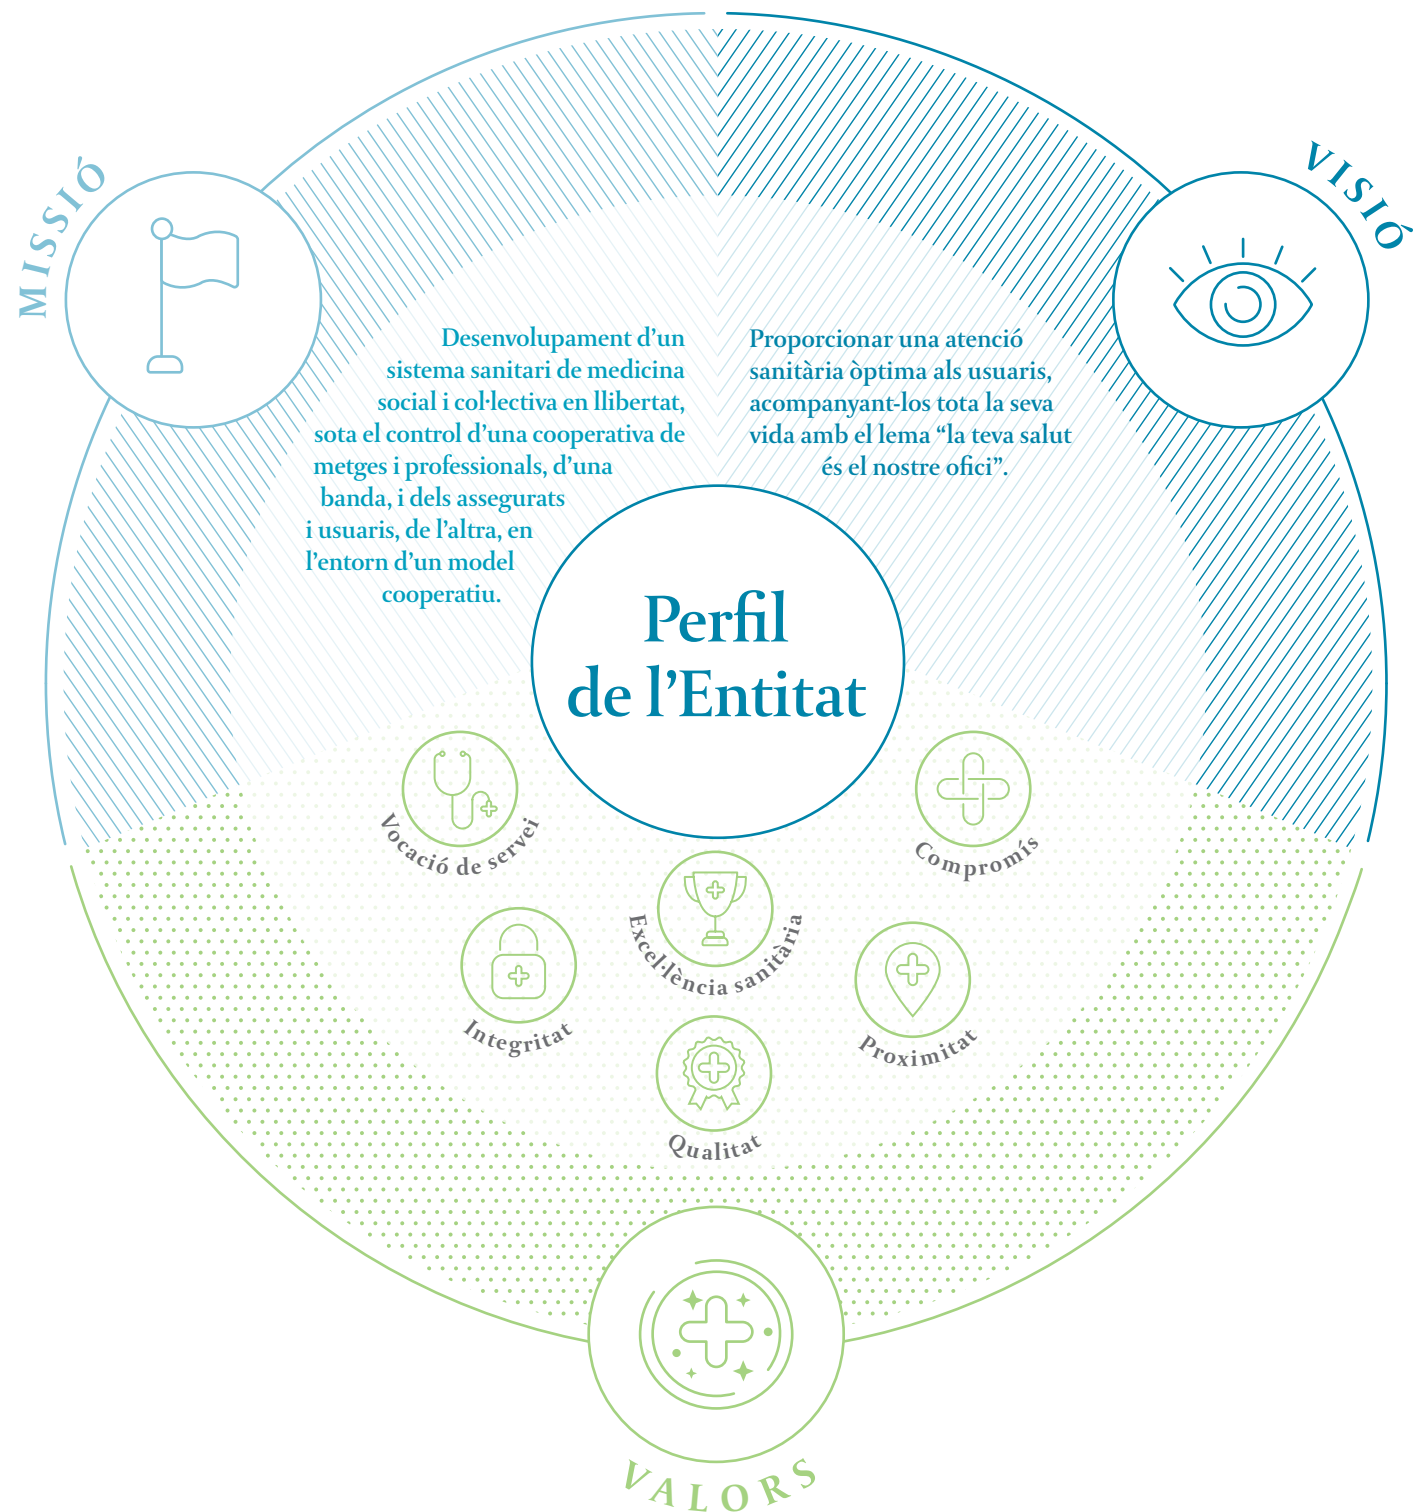 MISSIÓ
VISIÓ
Desenvolupament d’un
sistema sanitari de medicina
social i col·lectiva en llibertat,
sota el control d’una cooperativa de
metges i professionals, d’una
banda, i dels assegurats
i usuaris, de l’altra, en
l’entorn d’un model
cooperatiu.
Proporcionar una atenció
sanitària òptima als usuaris,
acompanyant-los tota la seva
vida amb el lema “la teva salut
és el nostre ofici”.
Perfil
de l’Entitat
Vocació de servei
Compromís
Excel·lència sanitària
Integritat
Proximitat
Qualitat
VALORS